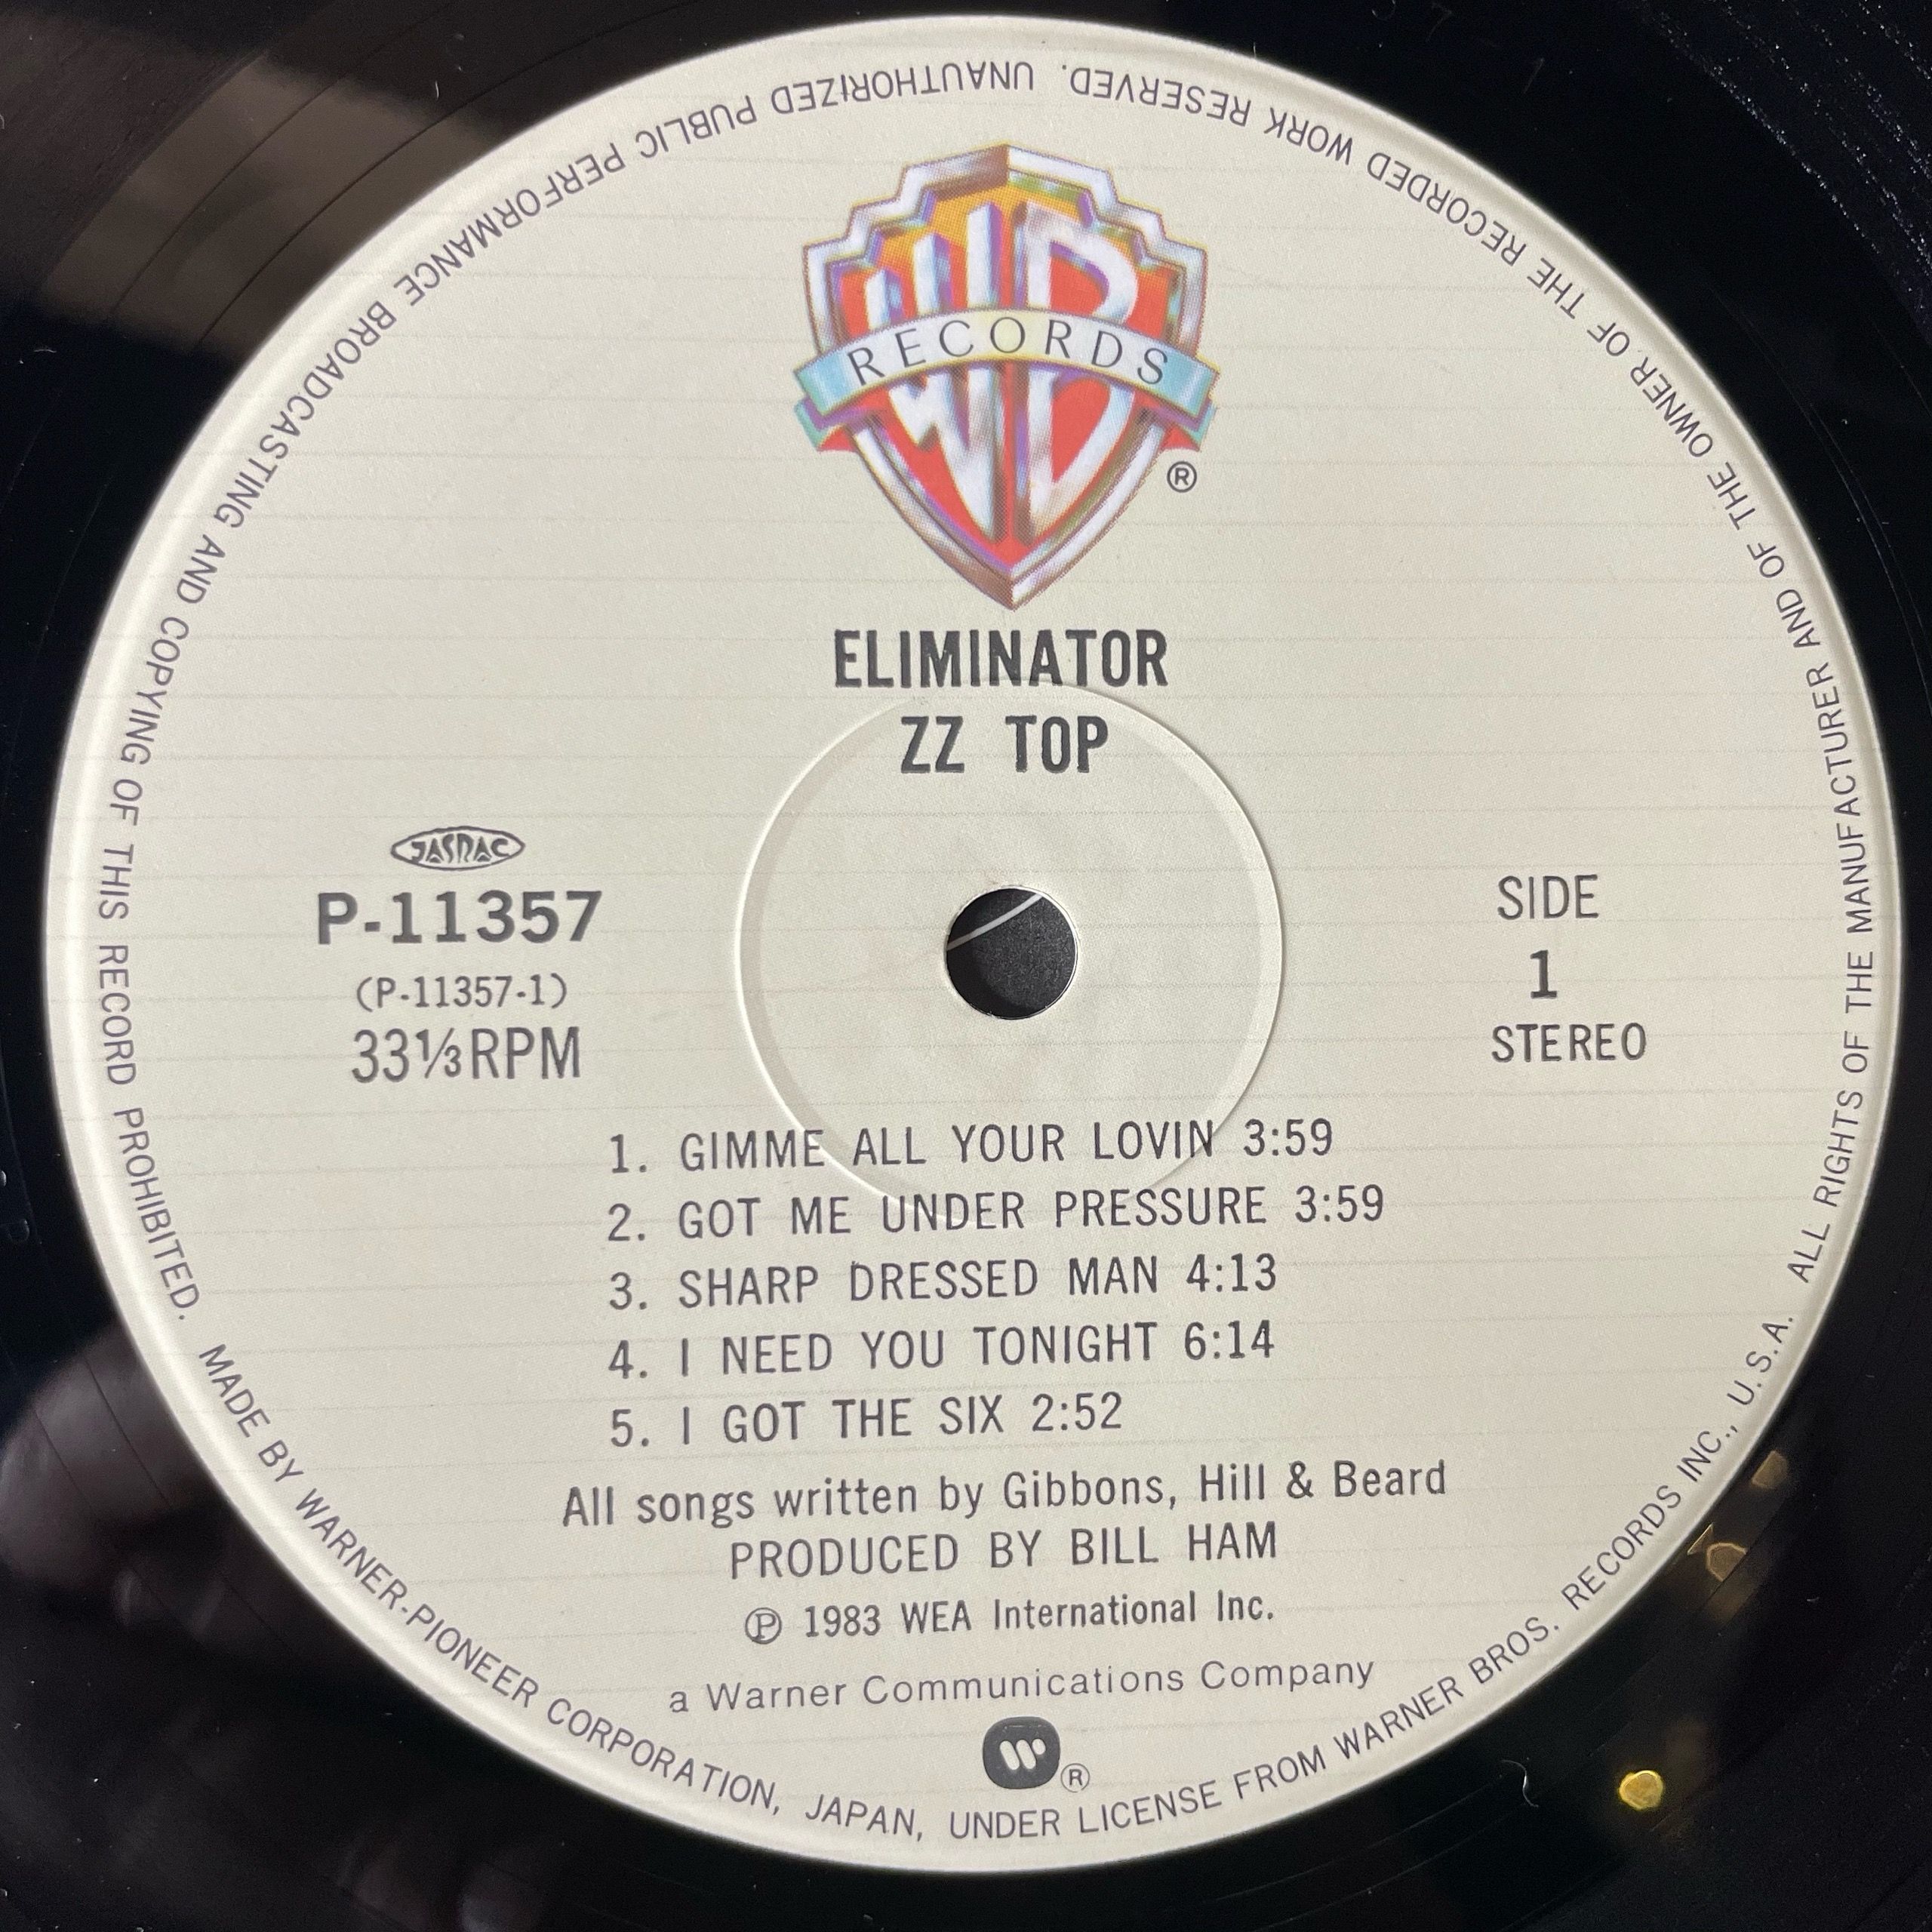 WB
RECORDS
®
ELIMINATOR
ZZ TOP
JASRAC
P-11357
(P-11357-1)
33⅓RPM
SIDE
1
STEREO
1. GIMME ALL YOUR LOVIN 3:59
2. GOT ME UNDER PRESSURE 3:59
3. SHARP DRESSED MAN 4:13
4. I NEED YOU TONIGHT 6:14
5. I GOT THE SIX 2:52
All songs written by Gibbons, Hill & Beard
PRODUCED BY BILL HAM
Ⓟ 1983 WEA International Inc.
a Warner Communications Company
W®
MADE BY WARNER-PIONEER CORPORATION, JAPAN, UNDER LICENSE FROM WARNER BROS. RECORDS INC., U.S.A. ALL RIGHTS OF THE MANUFACTURER AND OF THE OWNER OF THE RECORDED WORK RESERVED. UNAUTHORIZED PUBLIC PERFORMANCE BROADCASTING AND COPYING OF THIS RECORD PROHIBITED.